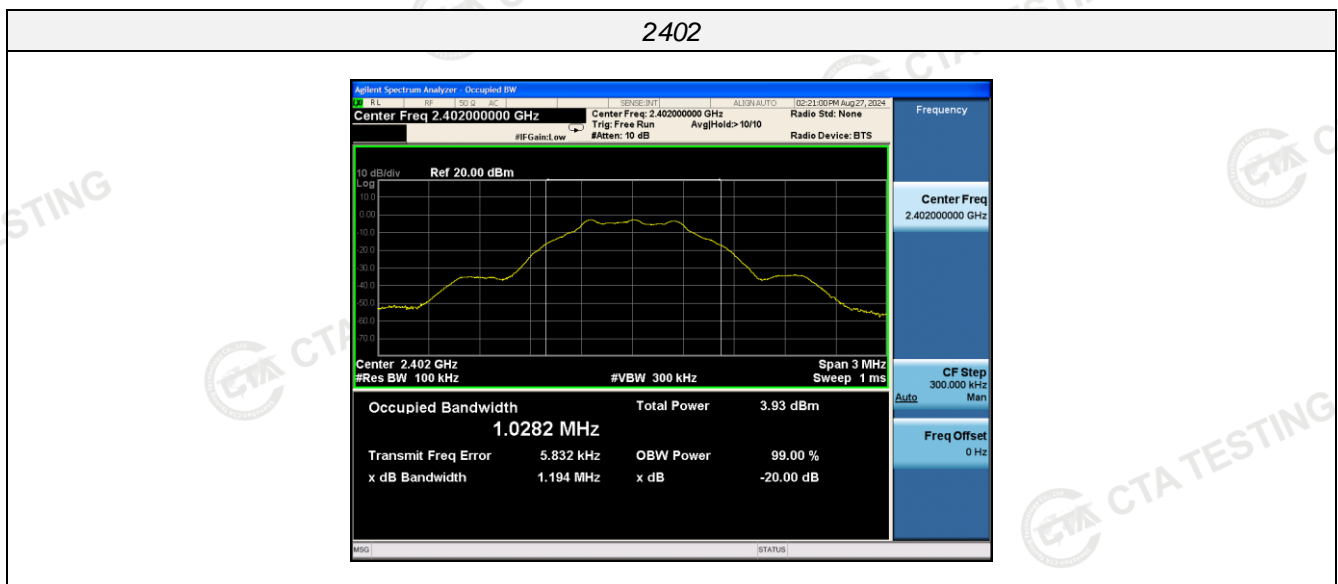 2402
Agilent Spectrum Analyzer - Occupied BW
RL RF 50 Ω AC SENSE:INT ALIGN AUTO 02:21:00 PM Aug 27, 2024
Center Freq 2.402000000 GHz
Center Freq: 2.402000000 GHz Radio Std: None
Trig: Free Run Avg|Hold:>10/10
#IFGain:Low #Atten: 10 dB Radio Device: BTS
Frequency
10 dB/div Ref 20.00 dBm
Log
10.0
0.00
-10.0
-20.0
-30.0
-40.0
-50.0
-60.0
-70.0
Center 2.402 GHz Span 3 MHz
#Res BW 100 kHz #VBW 300 kHz Sweep 1 ms
Occupied Bandwidth Total Power 3.93 dBm
1.0282 MHz
Transmit Freq Error 5.832 kHz OBW Power 99.00 %
x dB Bandwidth 1.194 MHz x dB -20.00 dB
Center Freq
2.402000000 GHz
CF Step
300.000 kHz
Auto Man
Freq Offset
0 Hz
MSG STATUS
STING
CTA
CTA
CTA TESTING